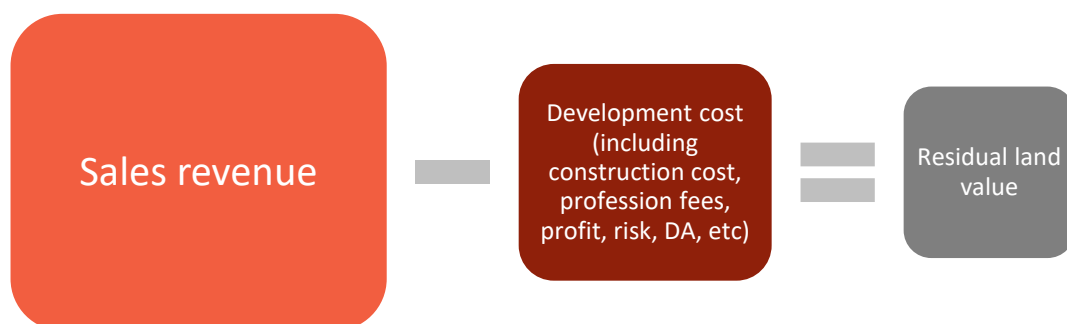 Sales revenue
Development cost
(including
construction cost,
profession fees,
profit, risk, DA, etc)
Residual land
value